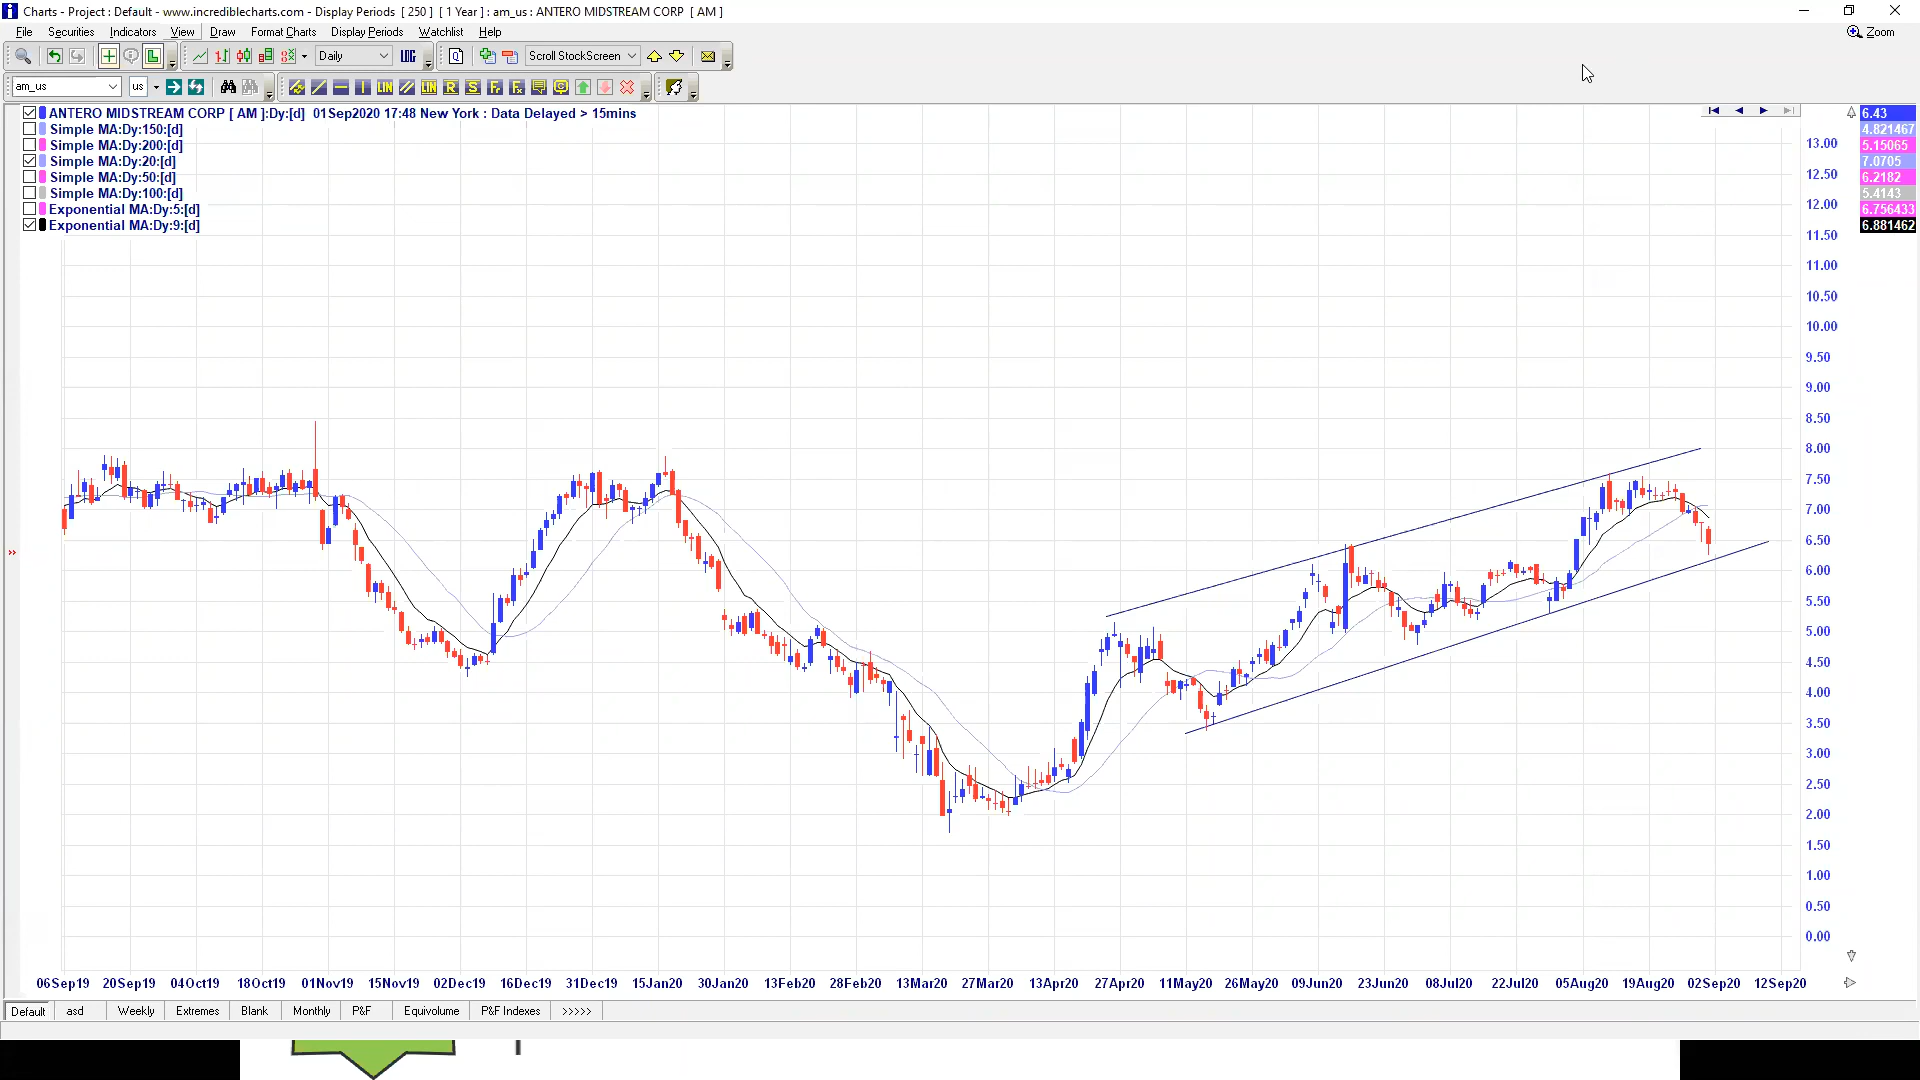 Charts - Project : Default - www.incrediblecharts.com - Display Periods [ 250 ] [ 1 Year ] : am_us : ANTERO MIDSTREAM CORP [ AM ]
File Securities Indicators View Draw Format Charts Display Periods Watchlist Help
Zoom
Daily Scroll StockScreen
am_us us LIN LIN R S
ANTERO MIDSTREAM CORP [ AM ]:Dy:[d] 01Sep2020 17:48 New York : Data Delayed > 15mins
Simple MA:Dy:150:[d]
Simple MA:Dy:200:[d]
Simple MA:Dy:20:[d]
Simple MA:Dy:50:[d]
Simple MA:Dy:100:[d]
Exponential MA:Dy:5:[d]
Exponential MA:Dy:9:[d]
6.43
4.821467
5.15065
7.0705
6.2182
5.4143
6.756433
6.881462
13.00
12.50
12.00
11.50
11.00
10.50
10.00
9.50
9.00
8.50
8.00
7.50
7.00
6.50
6.00
5.50
5.00
4.50
4.00
3.50
3.00
2.50
2.00
1.50
1.00
0.50
0.00
06Sep19 20Sep19 04Oct19 18Oct19 01Nov19 15Nov19 02Dec19 16Dec19 31Dec19 15Jan20 30Jan20 13Feb20 28Feb20 13Mar20 27Mar20 13Apr20 27Apr20 11May20 26May20 09Jun20 23Jun20 08Jul20 22Jul20 05Aug20 19Aug20 02Sep20 12Sep20
Default asd Weekly Extremes Blank Monthly P&F Equivolume P&F Indexes >>>>>